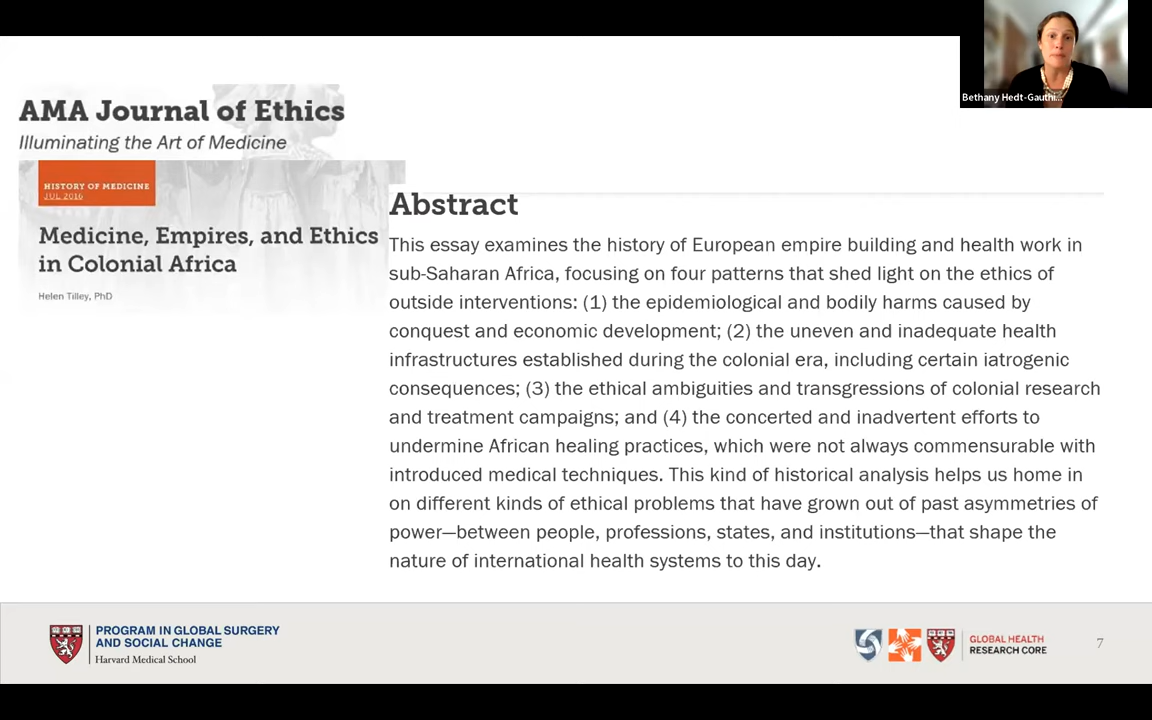 Bethany Hedt-Gauthi...
AMA Journal of Ethics
Illuminating the Art of Medicine
HISTORY OF MEDICINE
JUL 2016
Medicine, Empires, and Ethics
in Colonial Africa
Helen Tilley, PhD
Abstract
This essay examines the history of European empire building and health work in
sub-Saharan Africa, focusing on four patterns that shed light on the ethics of
outside interventions: (1) the epidemiological and bodily harms caused by
conquest and economic development; (2) the uneven and inadequate health
infrastructures established during the colonial era, including certain iatrogenic
consequences; (3) the ethical ambiguities and transgressions of colonial research
and treatment campaigns; and (4) the concerted and inadvertent efforts to
undermine African healing practices, which were not always commensurable with
introduced medical techniques. This kind of historical analysis helps us home in
on different kinds of ethical problems that have grown out of past asymmetries of
power—between people, professions, states, and institutions—that shape the
nature of international health systems to this day.
PROGRAM IN GLOBAL SURGERY
AND SOCIAL CHANGE
Harvard Medical School
GLOBAL HEALTH
RESEARCH CORE
7